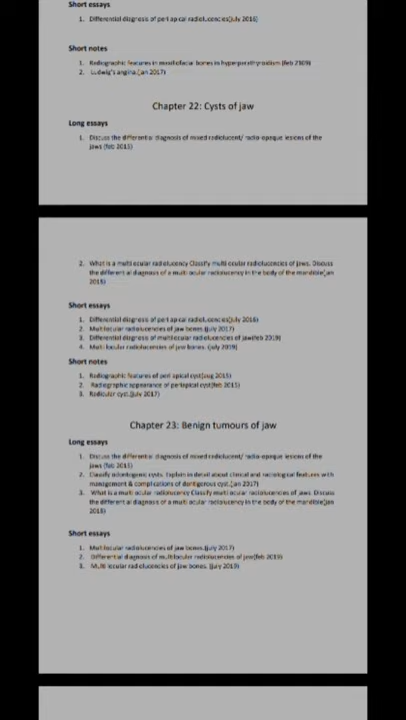 Short essays
1. Differential diagnosis of periapical radiolucencies(july 2016)
Short notes
1. Radiographic features in maxillofacial bones in hyperparathyroidism (feb 2009)
2. Ludwig's angina.(jan 2017)
Chapter 22: Cysts of jaw
Long essays
1. Discuss the differential diagnosis of mixed radiolucent/ radio-opaque lesions of the
jaws (feb 2015)
2. What is a multilocular radiolucency Classify multilocular radiolucencies of jaws. Discuss
the differential diagnosis of a multilocular radiolucency in the body of the mandible(jan
Short essays
1. Differential diagnosis of periapical radiolucencies(july 2016)
2. Multilocular radiolucencies of jaw bones.(july 2017)
3. Differential diagnosis of multilocular radiolucencies of jaw(feb 2019)
4. Multilocular radiolucencies of jaw bones. (july 2019)
Short notes
1. Radiographic features of periapical cyst(aug 2015)
2. Radiographic appearance of periapical cyst(feb 2015)
3. Radicular cyst.(july 2017)
Chapter 23: Benign tumours of jaw
Long essays
1. Discuss the differential diagnosis of mixed radiolucent/ radio-opaque lesions of the
jaws (feb 2015)
2. Classify odontogenic cysts. Explain in detail about clinical and radiological features with
management & complications of dentigerous cyst.(jan 2017)
3. What is a multilocular radiolucency Classify multilocular radiolucencies of jaws. Discuss
the differential diagnosis of a multilocular radiolucency in the body of the mandible(jan
Short essays
1. Multilocular radiolucencies of jaw bones.(july 2017)
2. Differential diagnosis of multilocular radiolucencies of jaw(feb 2019)
3. Multilocular radiolucencies of jaw bones. (july 2019)